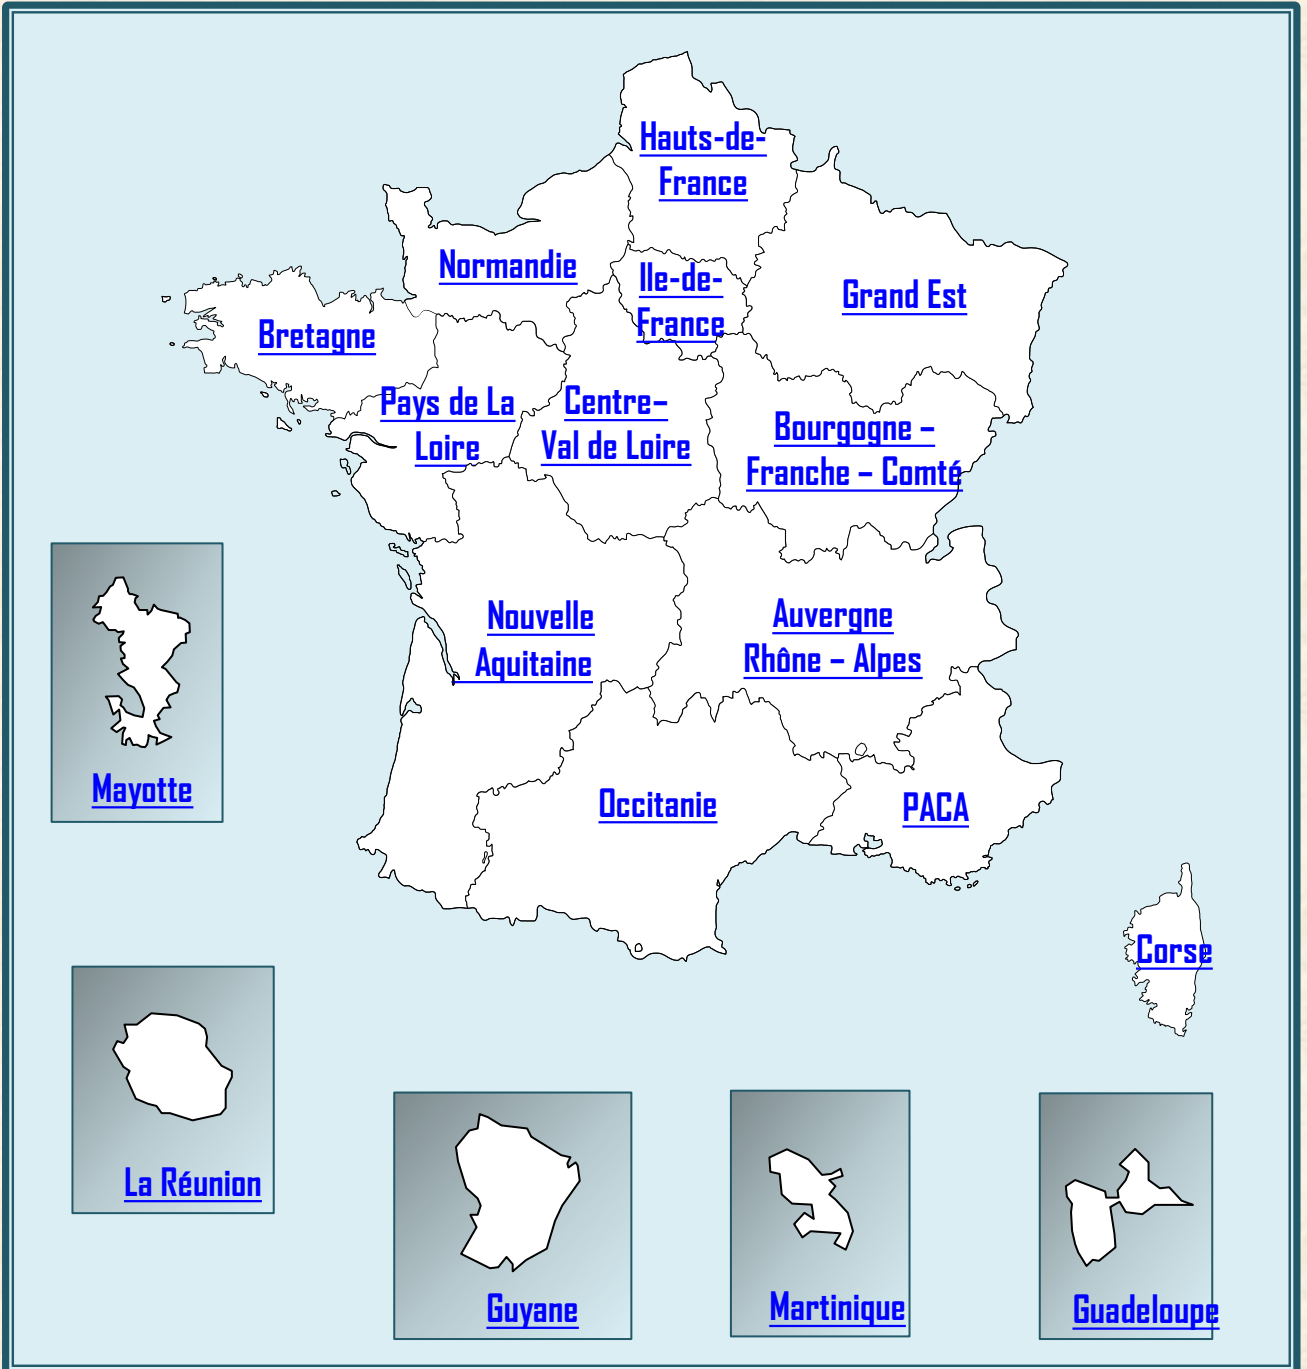 Hauts-de-
France
Normandie
Ile-de-
France
Grand Est
Bretagne
Pays de La
Loire
Centre–
Val de Loire
Bourgogne –
Franche – Comté
Nouvelle
Aquitaine
Auvergne
Rhône – Alpes
Mayotte
Occitanie
PACA
Corse
La Réunion
Guyane
Martinique
Guadeloupe